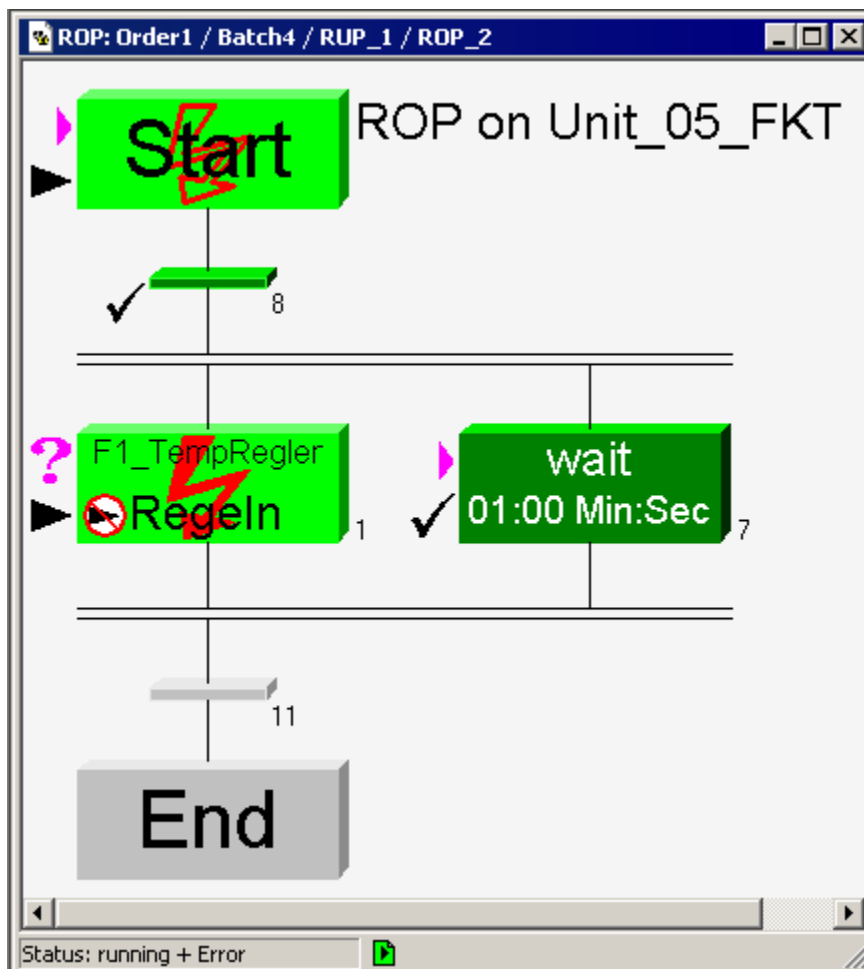 ROP: Order1 / Batch4 / RUP_1 / ROP_2
Start
ROP on Unit_05_FKT
8
?
F1_TempRegler
Regeln
1
wait
01:00 Min:Sec
7
11
End
Status: running + Error